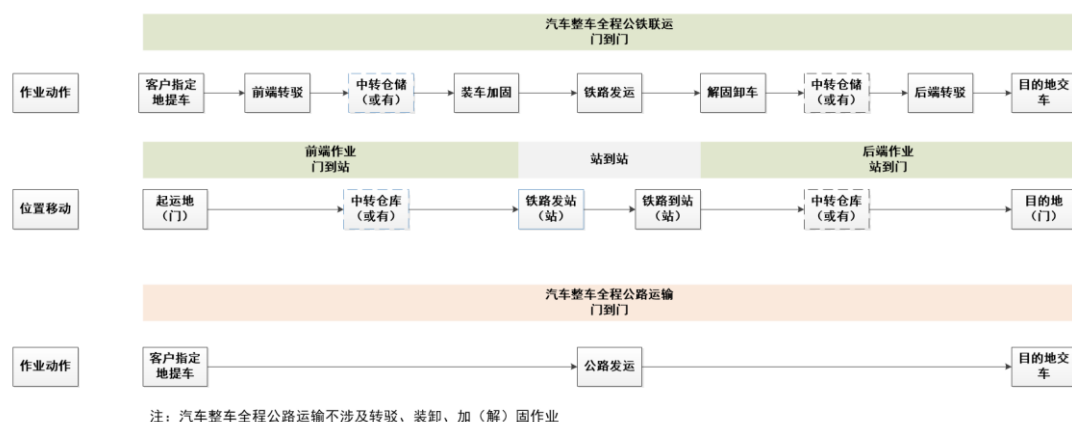 汽车整车全程公铁联运
门到门
作业动作
客户指定
地提车
前端转驳
中转仓储
（或有）
装车加固
铁路发运
解固卸车
中转仓储
（或有）
后端转驳
目的地交
车
前端作业
门到站
站到站
后端作业
站到门
位置移动
起运地
（门）
中转仓库
（或有）
铁路发站
（站）
铁路到站
（站）
中转仓库
（或有）
目的地
（门）
汽车整车全程公路运输
门到门
作业动作
客户指定
地提车
公路发运
目的地交
车
注：汽车整车全程公路运输不涉及转驳、装卸、加（解）固作业